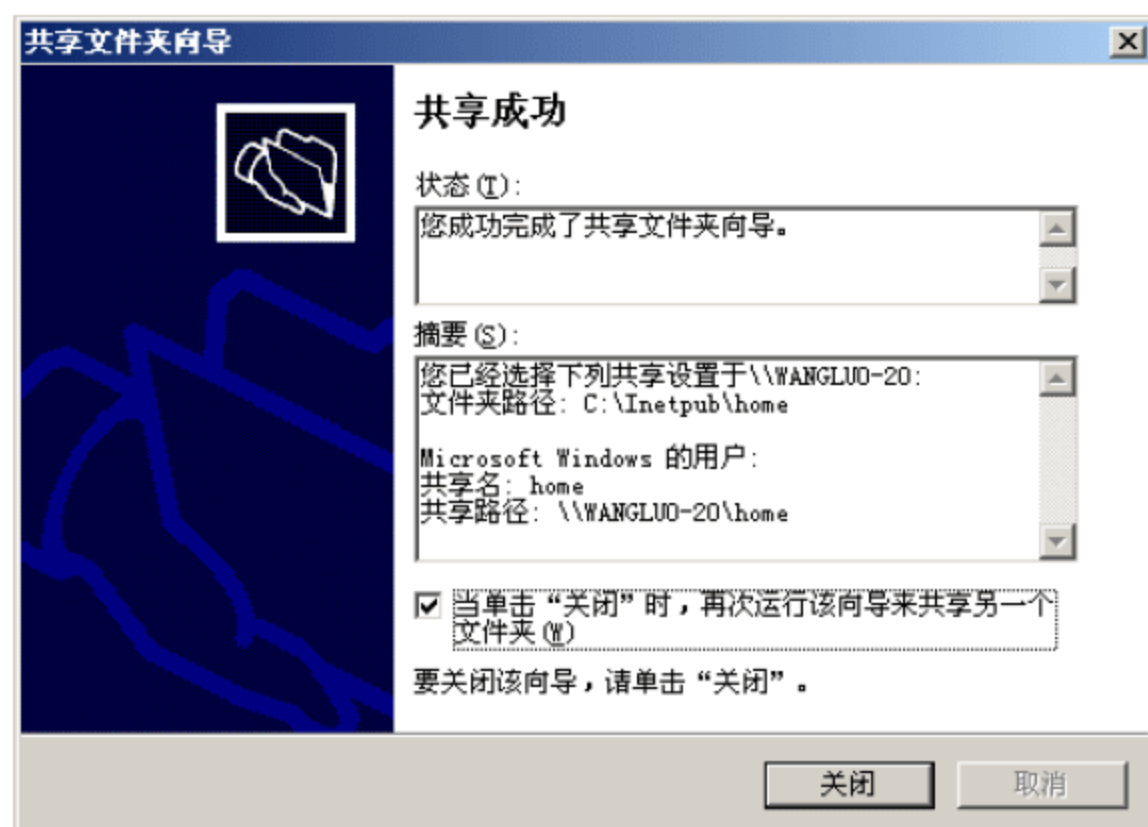 共享文件夹向导
共享成功
状态(T):
您成功完成了共享文件夹向导。
摘要(S):
您已经选择下列共享设置于\\WANGLUO-20:
文件夹路径: C:\Inetpub\home
Microsoft Windows 的用户:
共享名: home
共享路径: \\WANGLUO-20\home
当单击“关闭”时，再次运行该向导来共享另一个
文件夹(W)
要关闭该向导，请单击“关闭”。
关闭
取消